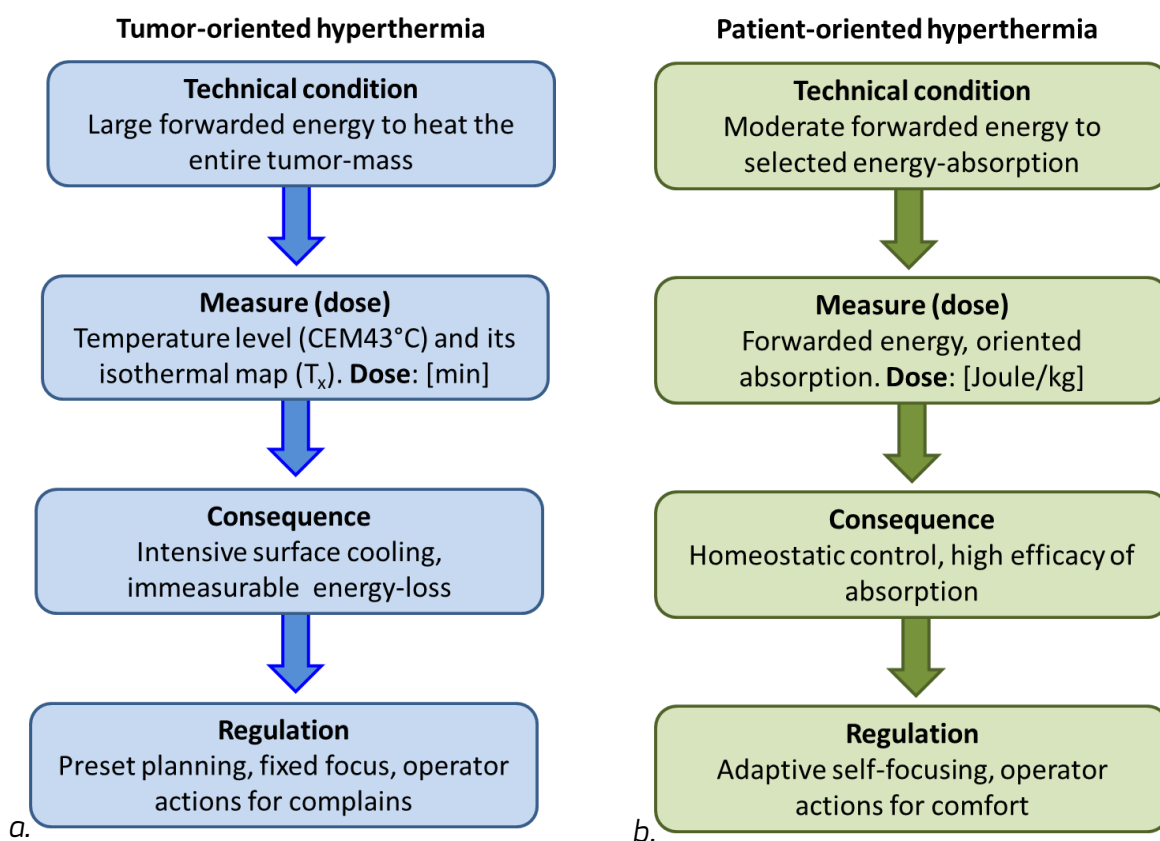 Tumor-oriented hyperthermia
Technical condition
Large forwarded energy to heat the
entire tumor-mass
Measure (dose)
Temperature level (CEM43°C) and its
isothermal map (Tₓ). Dose: [min]
Consequence
Intensive surface cooling,
immeasurable energy-loss
Regulation
Preset planning, fixed focus, operator
actions for complains
a.
Patient-oriented hyperthermia
Technical condition
Moderate forwarded energy to
selected energy-absorption
Measure (dose)
Forwarded energy, oriented
absorption. Dose: [Joule/kg]
Consequence
Homeostatic control, high efficacy of
absorption
Regulation
Adaptive self-focusing, operator
actions for comfort
b.